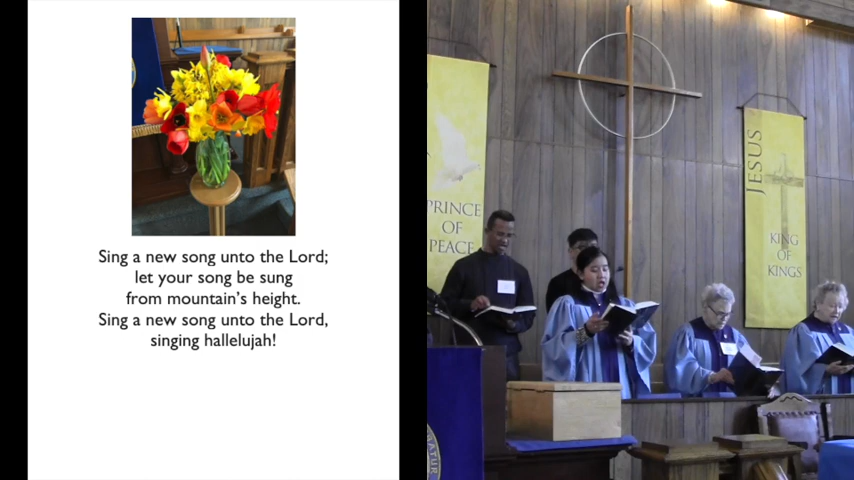 Sing a new song unto the Lord;
let your song be sung
from mountain's height.
Sing a new song unto the Lord,
singing hallelujah!
PRINCE
OF
PEACE
JESUS
KING
OF
KINGS